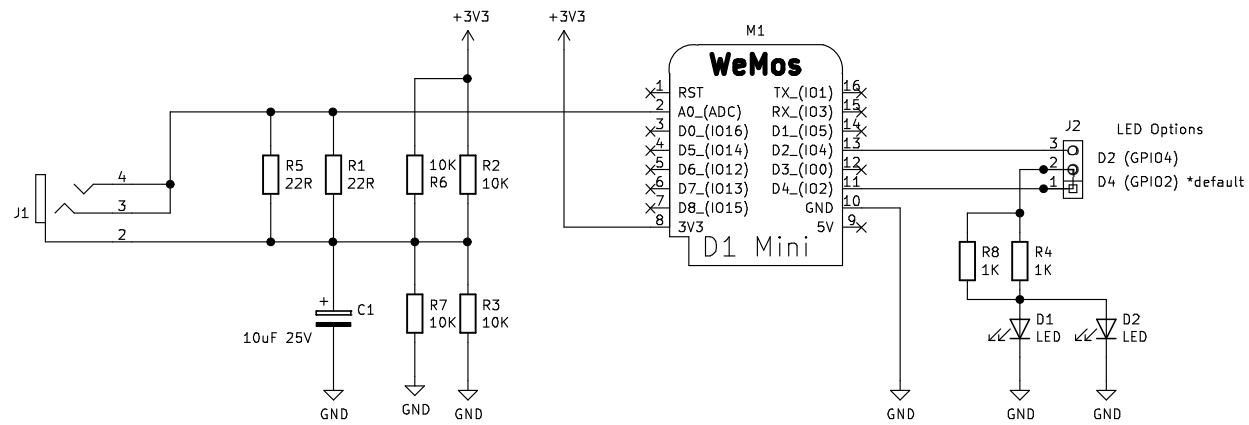 +3V3
+3V3
M1
WeMos
1 RST
TX_(IO1) 16
2 A0_(ADC)
RX_(IO3) 15
3 D0_(IO16)
D1_(IO5) 14
4 D5_(IO14)
D2_(IO4) 13
5 D6_(IO12)
D3_(IO0) 12
6 D7_(IO13)
D4_(IO2) 11
7 D8_(IO15)
GND 10
8 3V3
5V 9
D1 Mini
J2
LED Options
3
2
1
D2 (GPIO4)
D4 (GPIO2) *default
J1
4
3
2
R5
22R
R1
22R
10K
R6
R2
10K
+
C1
10uF 25V
R7
10K
R3
10K
R8
1K
R4
1K
D1
LED
D2
LED
GND
GND
GND
GND
GND
GND